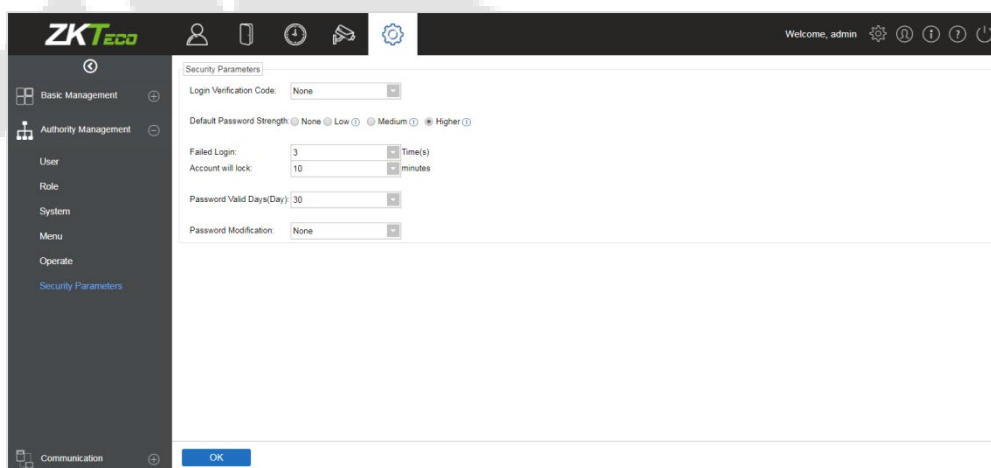 ZKTeco
Welcome, admin
Basic Management
Authority Management
User
Role
System
Menu
Operate
Security Parameters
Communication
Security Parameters
Login Verification Code: None
Default Password Strength: None Low Medium Higher
Failed Login: 3 Time(s)
Account will lock: 10 minutes
Password Valid Days(Day): 30
Password Modification: None
OK